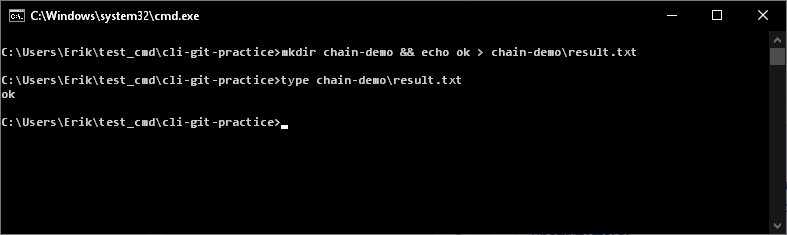 C:\Windows\system32\cmd.exe
C:\Users\Erik\test_cmd\cli-git-practice>mkdir chain-demo && echo ok > chain-demo\result.txt
C:\Users\Erik\test_cmd\cli-git-practice>type chain-demo\result.txt
ok
C:\Users\Erik\test_cmd\cli-git-practice>